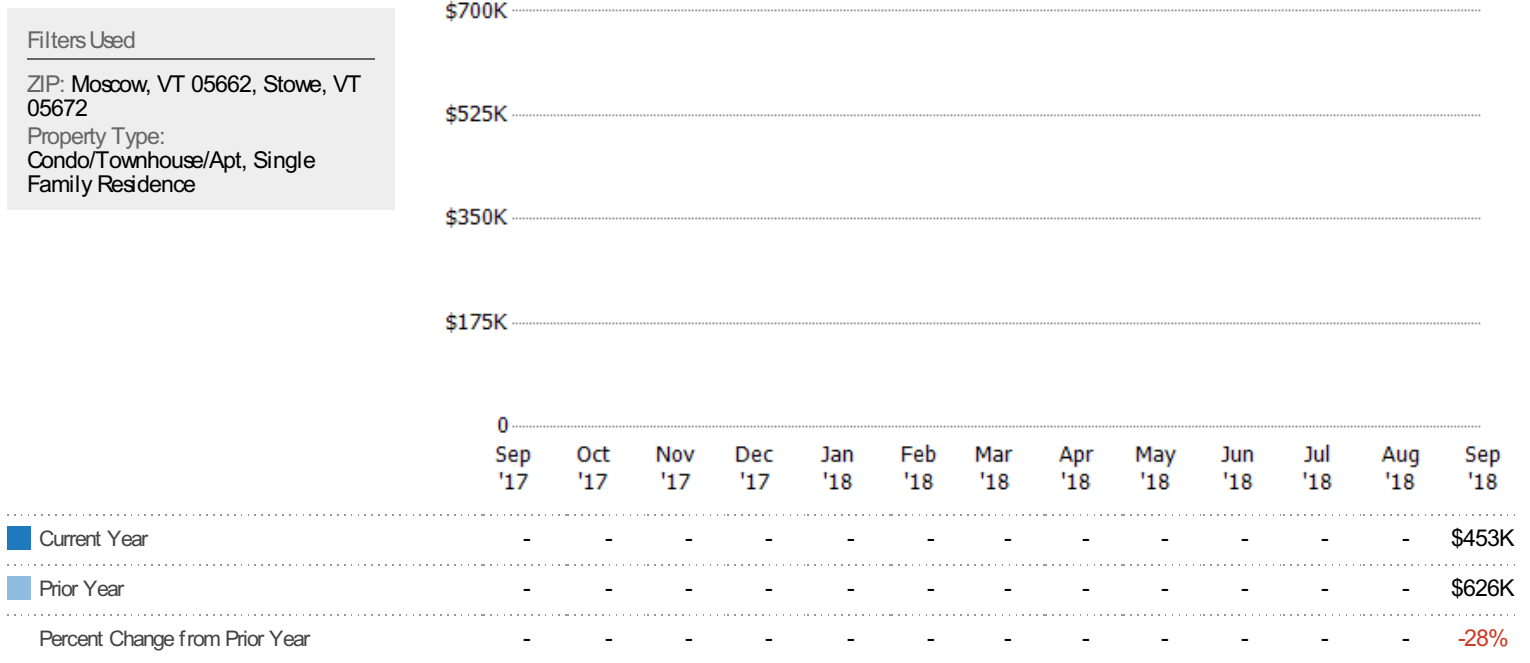 Filters Used
ZIP: Moscow, VT 05662, Stowe, VT
05672
Property Type:
Condo/Townhouse/Apt, Single
Family Residence
$700K
$525K
$350K
$175K
0
Sep Oct Nov Dec Jan Feb Mar Apr May Jun Jul Aug Sep
'17 '17 '17 '17 '18 '18 '18 '18 '18 '18 '18 '18 '18
Current Year - - - - - - - - - - - - $453K
Prior Year - - - - - - - - - - - - $626K
Percent Change from Prior Year - - - - - - - - - - - - -28%